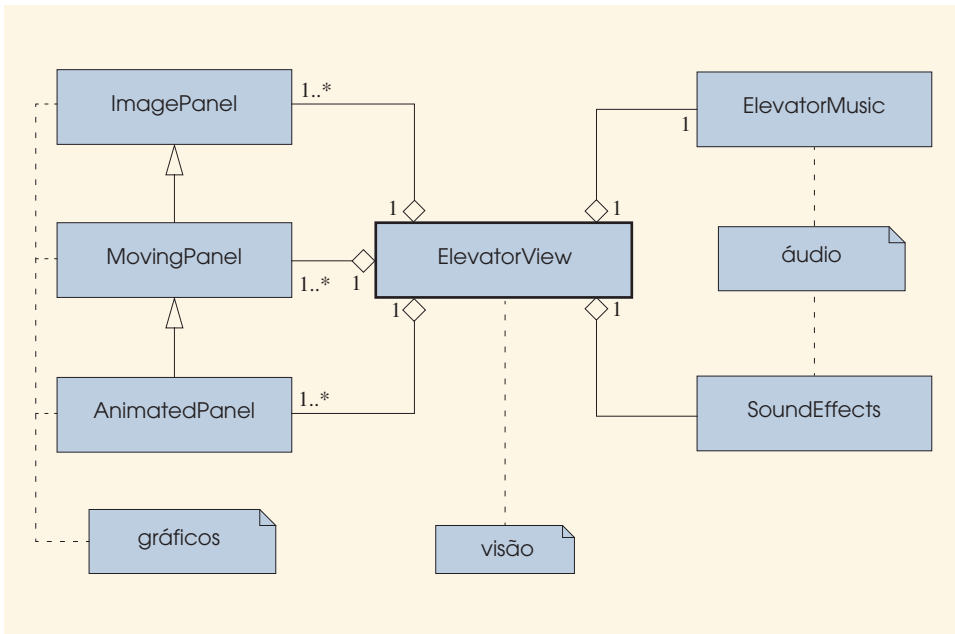 ImagePanel
1..*
ElevatorMusic
1
1
1
MovingPanel
ElevatorView
áudio
1..*
1
1
1
AnimatedPanel
1..*
SoundEffects
gráficos
visão